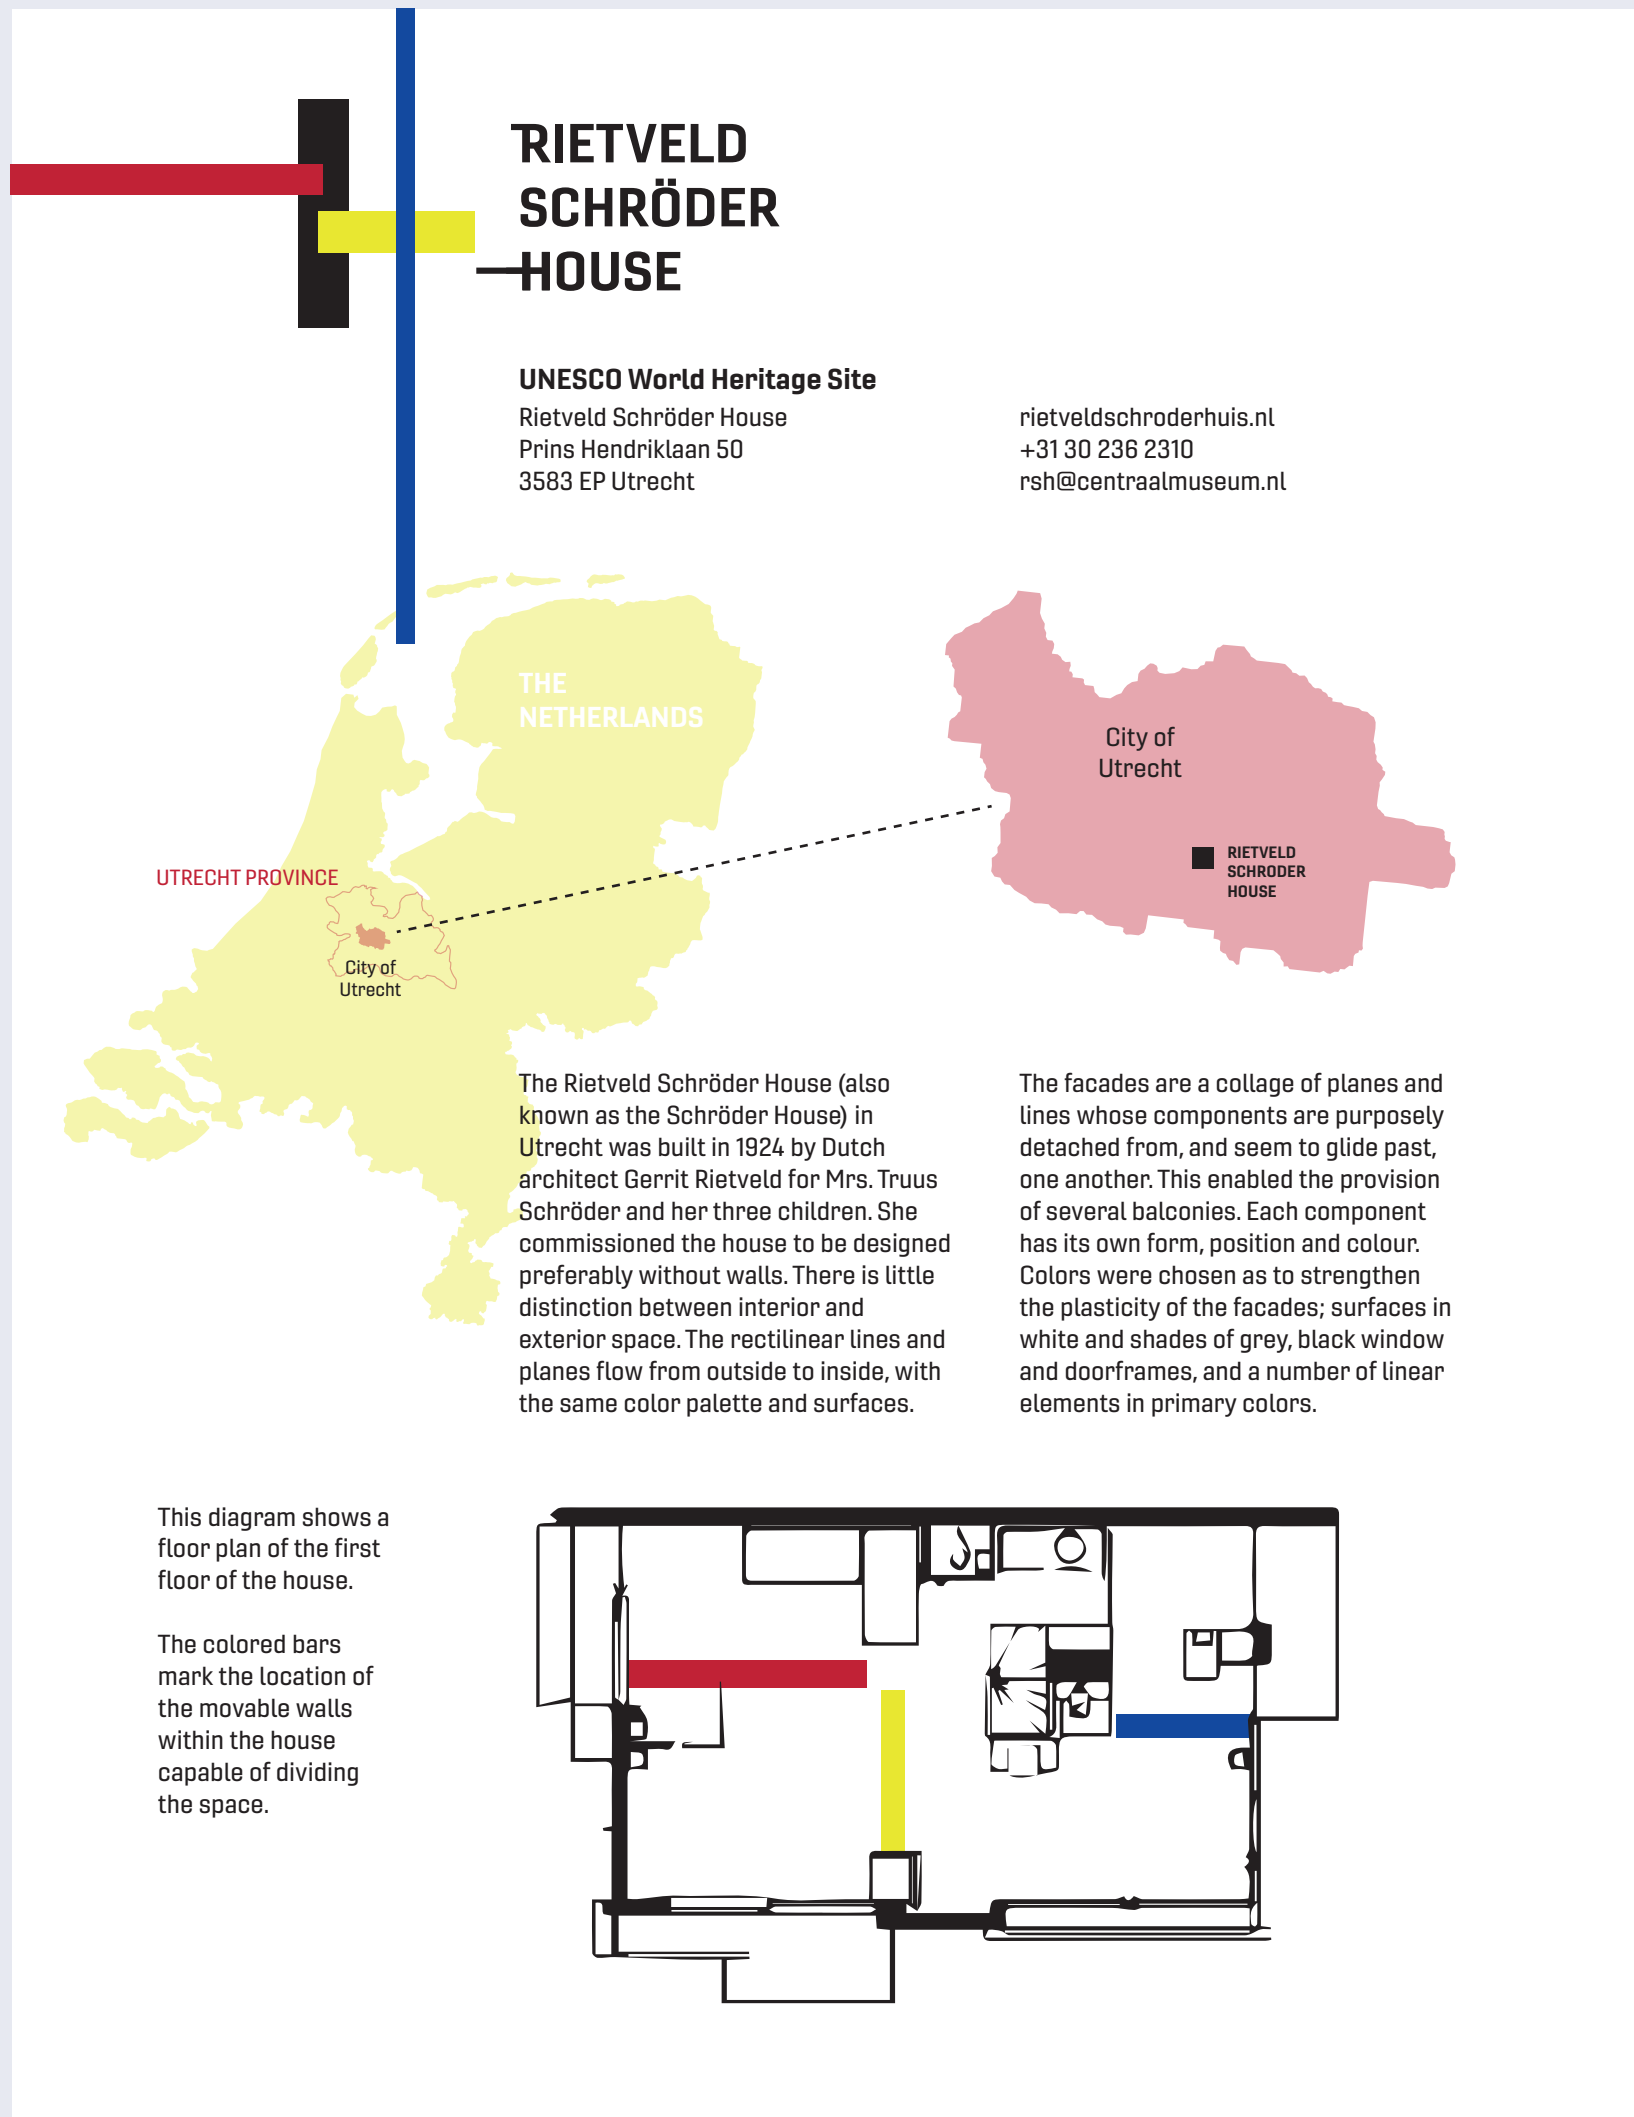 RIETVELD
SCHRÖDER
HOUSE
UNESCO World Heritage Site
Rietveld Schröder House
Prins Hendriklaan 50
3583 EP Utrecht
rietveldschroderhuis.nl
+31 30 236 2310
rsh@centraalmuseum.nl
THE
NETHERLANDS
UTRECHT PROVINCE
City of
Utrecht
City of
Utrecht
RIETVELD
SCHRODER
HOUSE
The Rietveld Schröder House (also
known as the Schröder House) in
Utrecht was built in 1924 by Dutch
architect Gerrit Rietveld for Mrs. Truus
Schröder and her three children. She
commissioned the house to be designed
preferably without walls. There is little
distinction between interior and
exterior space. The rectilinear lines and
planes flow from outside to inside, with
the same color palette and surfaces.
The facades are a collage of planes and
lines whose components are purposely
detached from, and seem to glide past,
one another. This enabled the provision
of several balconies. Each component
has its own form, position and colour.
Colors were chosen as to strengthen
the plasticity of the facades; surfaces in
white and shades of grey, black window
and doorframes, and a number of linear
elements in primary colors.
This diagram shows a
floor plan of the first
floor of the house.
The colored bars
mark the location of
the movable walls
within the house
capable of dividing
the space.